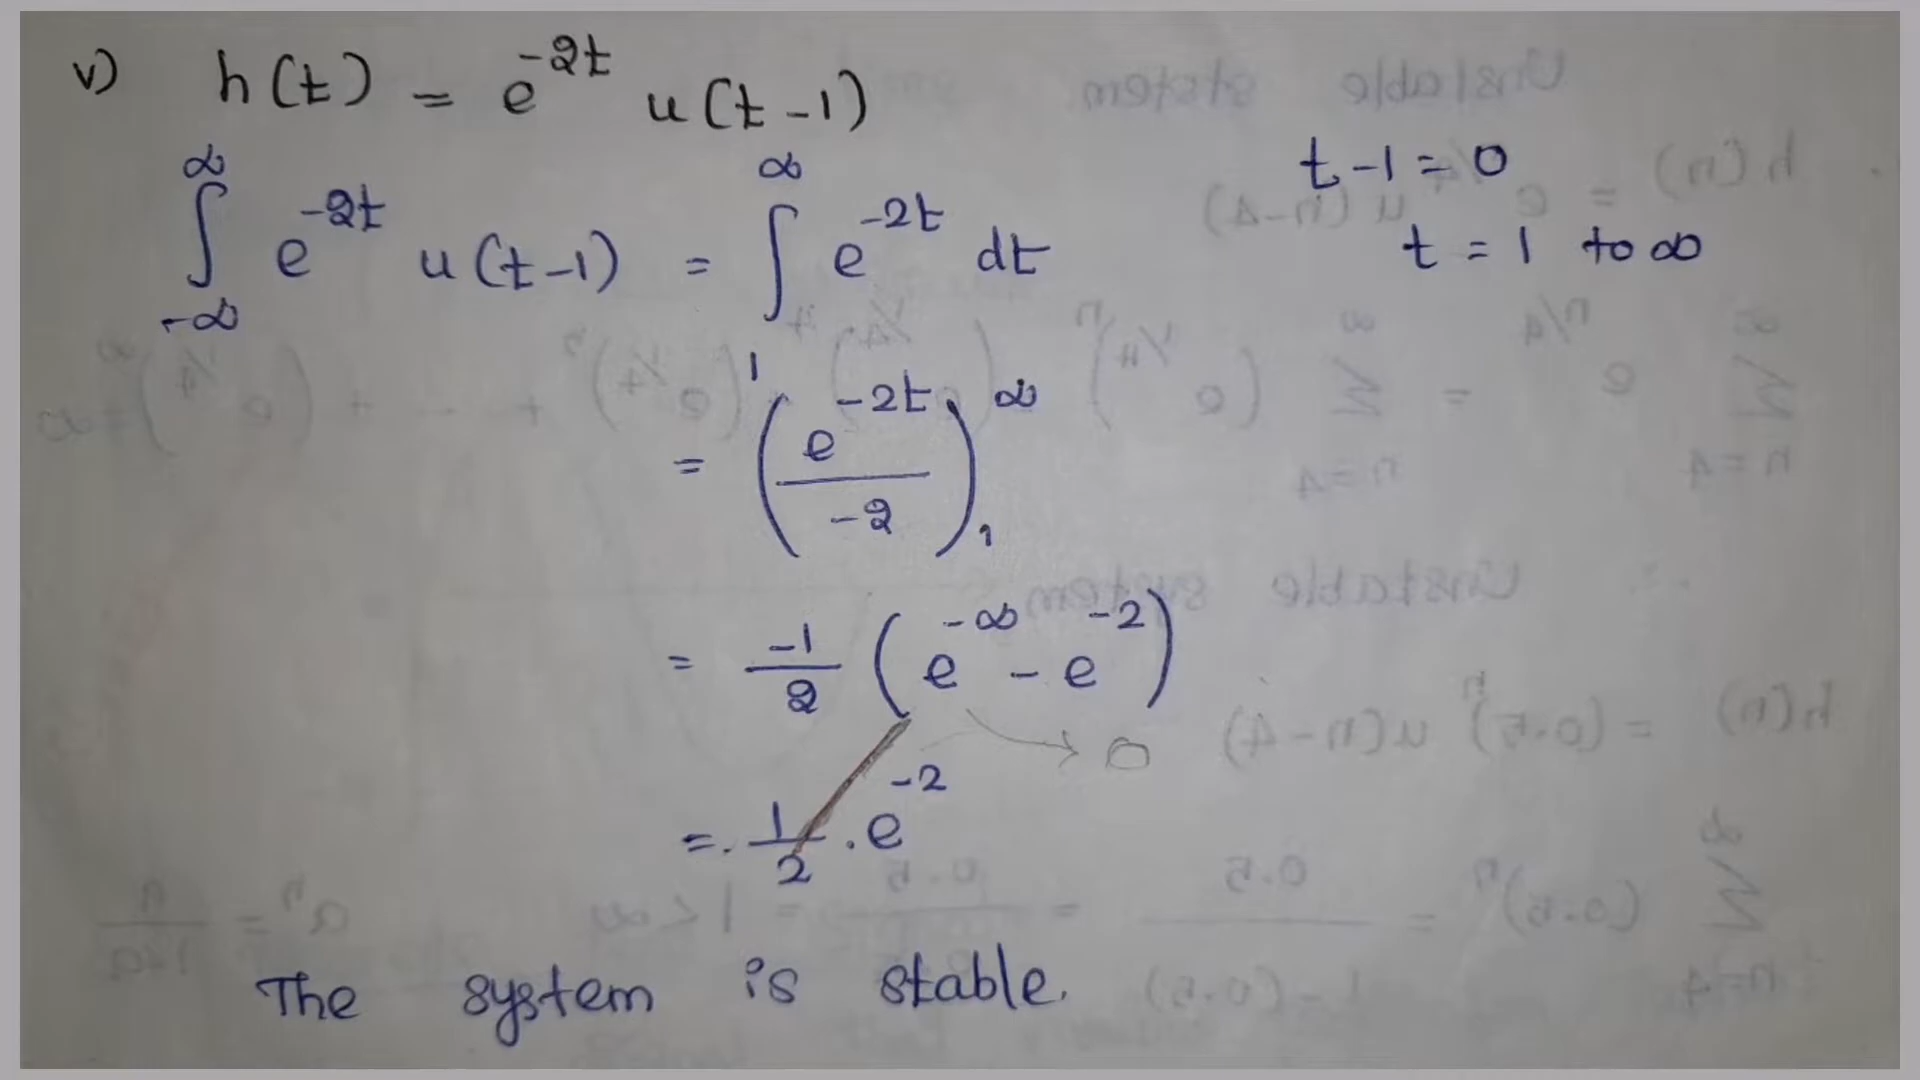 v) h(t) = e^{-2t} u(t-1)
∫_{-∞}^{∞} e^{-2t} u(t-1) = ∫_{1}^{∞} e^{-2t} dt
t-1 = 0
t = 1 to ∞
= (e^{-2t}/-2)_{1}^{∞}
= -1/2 (e^{-∞} - e^{-2})
→ 0
= . 1/2 . e^{-2}
The system is stable.